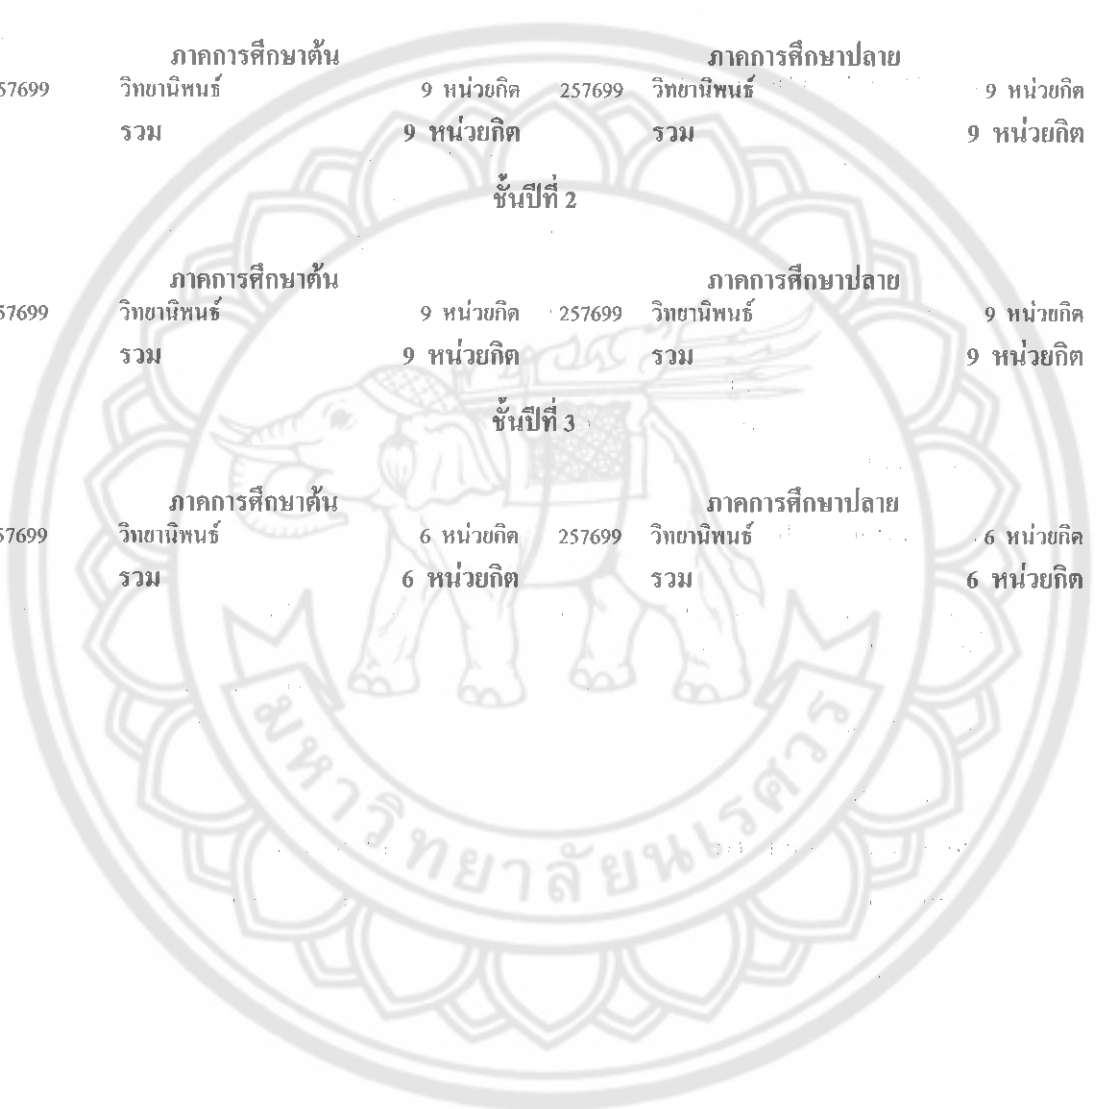 ภาคการศึกษาต้น ภาคการศึกษาปลาย
57699 วิทยานิพนธ์ 9 หน่วยกิต 257699 วิทยานิพนธ์ 9 หน่วยกิต
รวม 9 หน่วยกิต รวม 9 หน่วยกิต
ชั้นปีที่ 2
ภาคการศึกษาต้น ภาคการศึกษาปลาย
57699 วิทยานิพนธ์ 9 หน่วยกิต 257699 วิทยานิพนธ์ 9 หน่วยกิต
รวม 9 หน่วยกิต รวม 9 หน่วยกิต
ชั้นปีที่ 3
ภาคการศึกษาต้น ภาคการศึกษาปลาย
57699 วิทยานิพนธ์ 6 หน่วยกิต 257699 วิทยานิพนธ์ 6 หน่วยกิต
รวม 6 หน่วยกิต รวม 6 หน่วยกิต
มหาวิทยาลัยนเรศวร